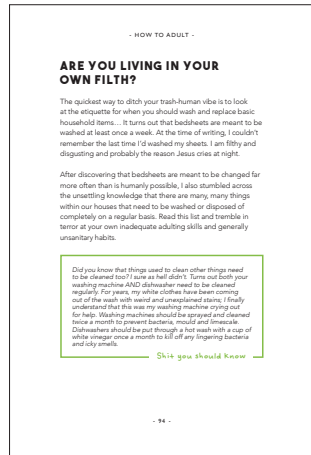 - HOW TO ADULT -
ARE YOU LIVING IN YOUR
OWN FILTH?
The quickest way to ditch your trash-human vibe is to look
at the etiquette for when you should wash and replace basic
household items... It turns out that bedsheets are meant to be
washed at least once a week. At the time of writing, I couldn't
remember the last time I'd washed my sheets. I am filthy and
disgusting and probably the reason Jesus cries at night.
After discovering that bedsheets are meant to be changed far
more often than is humanly possible, I also stumbled across
the unsettling knowledge that there are many, many things
within our houses that need to be washed or disposed of
completely on a regular basis. Read this list and tremble in
terror at your own inadequate adulting skills and generally
unsanitary habits.
Did you know that things used to clean other things need
to be cleaned too? I sure as hell didn't. Turns out both your
washing machine AND dishwasher need to be cleaned
regularly. For years, my white clothes have been coming
out of the wash with weird and unexplained stains; I finally
understand that this was my washing machine crying out
for help. Washing machines should be sprayed and cleaned
twice a month to prevent bacteria, mould and limescale.
Dishwashers should be put through a hot wash with a cup of
white vinegar once a month to kill off any lingering bacteria
and icky smells.
Shit you should know
- 94 -